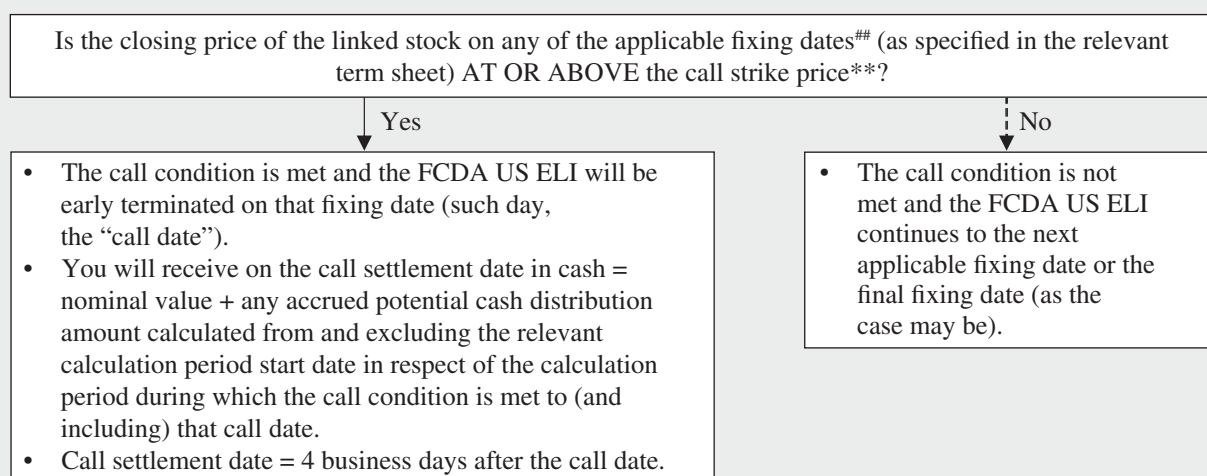 Is the closing price of the linked stock on any of the applicable fixing dates## (as specified in the relevant
term sheet) AT OR ABOVE the call strike price**?
Yes
No
• The call condition is met and the FCDA US ELI will be
early terminated on that fixing date (such day,
the “call date”).
• You will receive on the call settlement date in cash =
nominal value + any accrued potential cash distribution
amount calculated from and excluding the relevant
calculation period start date in respect of the calculation
period during which the call condition is met to (and
including) that call date.
• Call settlement date = 4 business days after the call date.
• The call condition is not
met and the FCDA US ELI
continues to the next
applicable fixing date or the
final fixing date (as the
case may be).